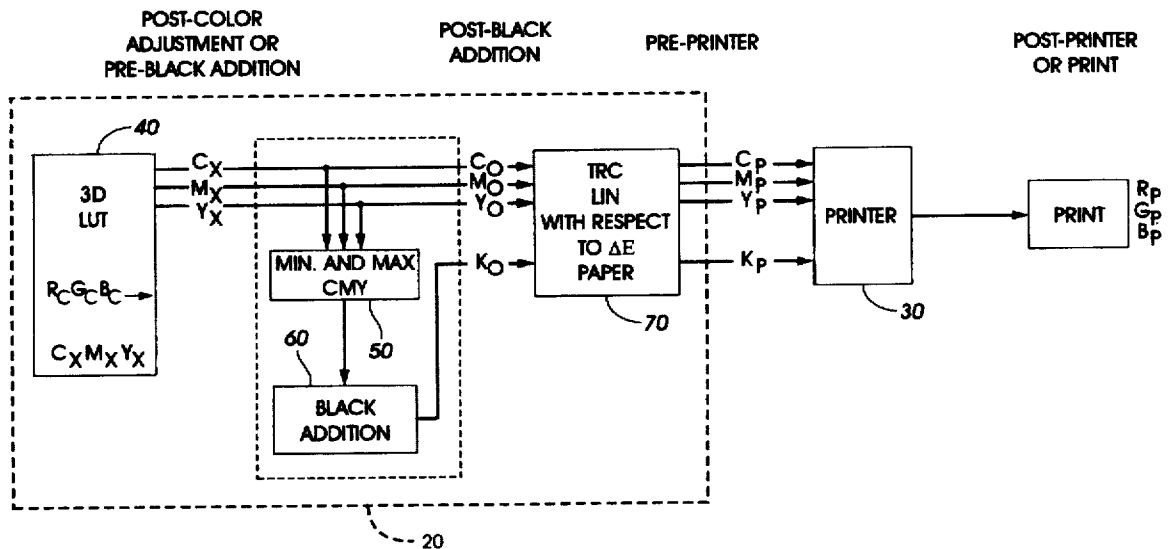 POST-COLOR
ADJUSTMENT OR
PRE-BLACK ADDITION
POST-BLACK
ADDITION
PRE-PRINTER
POST-PRINTER
OR PRINT
40
3D
LUT
RCGCBC
CXMXYX
CX
MX
YX
MIN. AND MAX
CMY
50
60
BLACK
ADDITION
CO
MO
YO
KO
TRC
LIN
WITH RESPECT
TO ΔE
PAPER
70
CP
MP
YP
KP
PRINTER
30
PRINT
RP
GP
BP
20